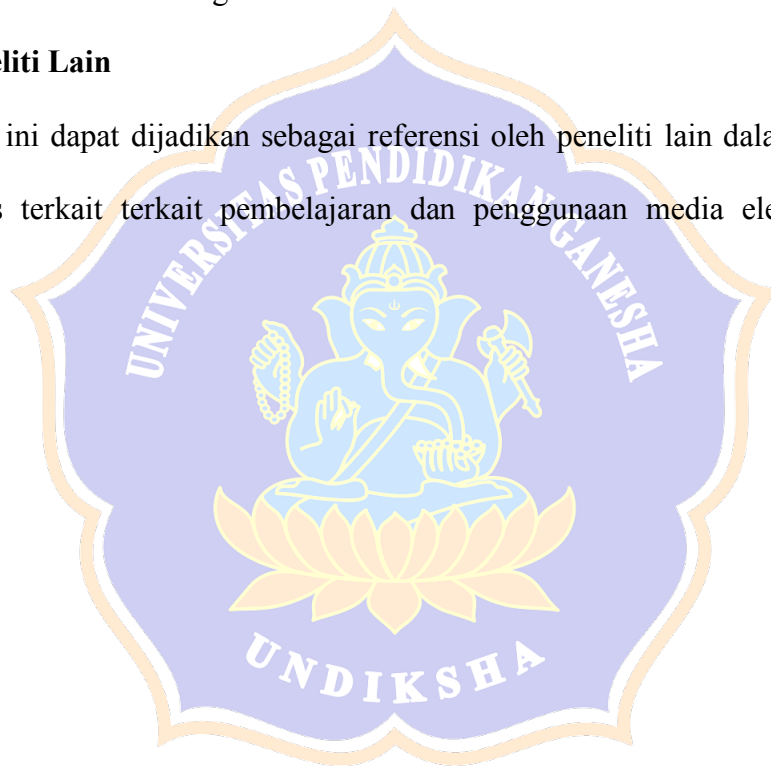 eliti Lain
ini dapat dijadikan sebagai referensi oleh peneliti lain dala
s terkait terkait pembelajaran dan penggunaan media ele
UNIVERSITAS PENDIDIKAN GANESHA
UNDIKSHA